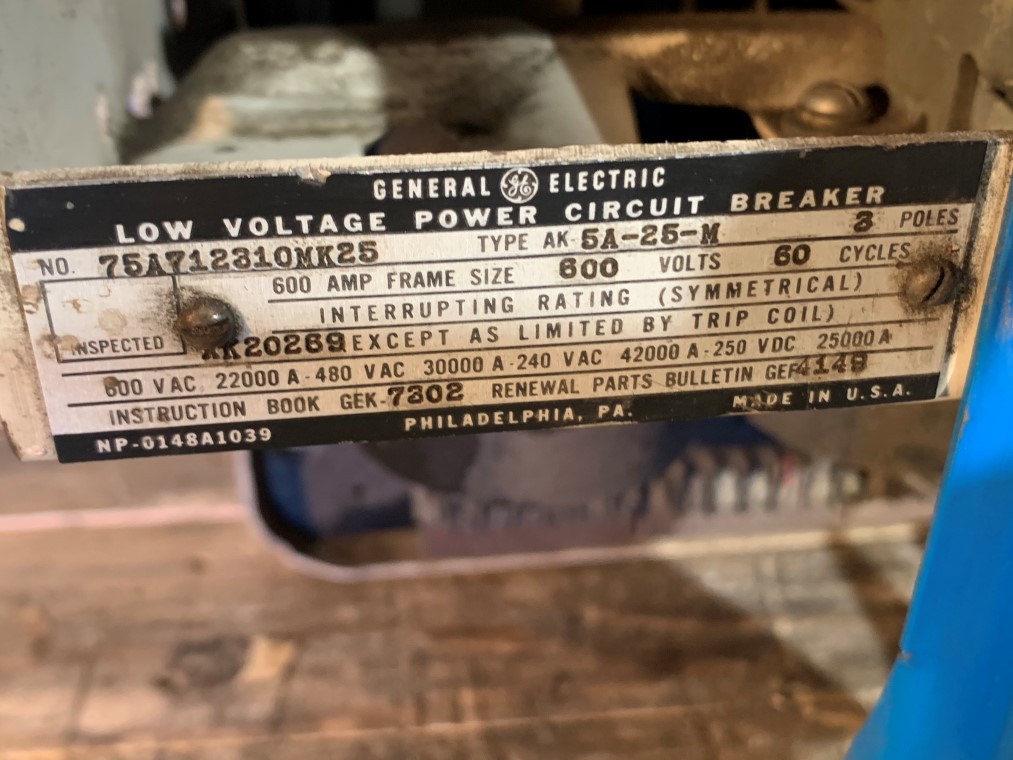 GENERAL GE ELECTRIC
LOW VOLTAGE POWER CIRCUIT BREAKER
NO. 75A712310MK25 TYPE AK- 5A-25-M 3 POLES
600 AMP FRAME SIZE 600 VOLTS 60 CYCLES
INTERRUPTING RATING (SYMMETRICAL)
INSPECTED 20269 EXCEPT AS LIMITED BY TRIP COIL)
600 VAC 22000 A-480 VAC 30000 A-240 VAC 42000 A-250 VDC 25000 A
INSTRUCTION BOOK GEK-7302 RENEWAL PARTS BULLETIN GEF4149
NP-0148A1039 PHILADELPHIA, PA. MADE IN U.S.A.